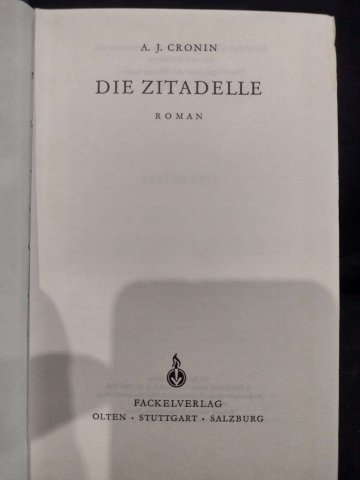 A. J. CRONIN
DIE ZITADELLE
ROMAN
FACKELVERLAG
OLTEN · STUTTGART · SALZBURG